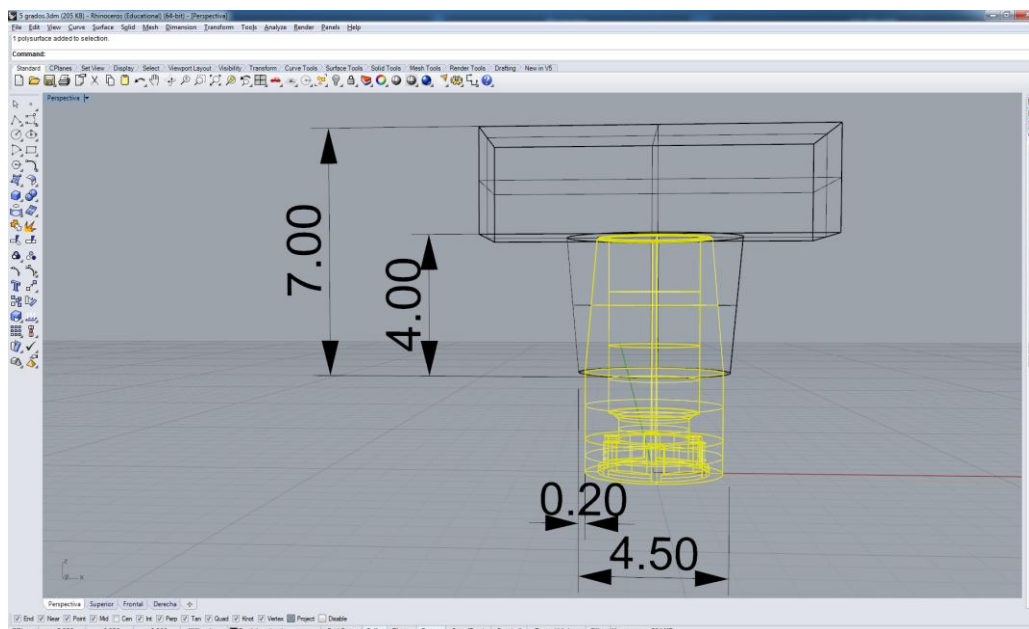 5 grados.3dm (205 KB) - Rhinoceros (Educational) (64-bit) - [Perspectiva]
File Edit View Curve Surface Solid Mesh Dimension Transform Tools Analyze Render Panels Help
1 polysurface added to selection.
Command:
Standard CPlanes Set View Display Select Viewport Layout Visibility Transform Curve Tools Surface Tools Solid Tools Mesh Tools Render Tools Drafting New in V5
Perspectiva
7.00
4.00
0.20
4.50
z
x
Perspectiva Superior Frontal Derecha
End Near Point Mid Cen Int Perp Tan Quad Knot Vertex Project Disable